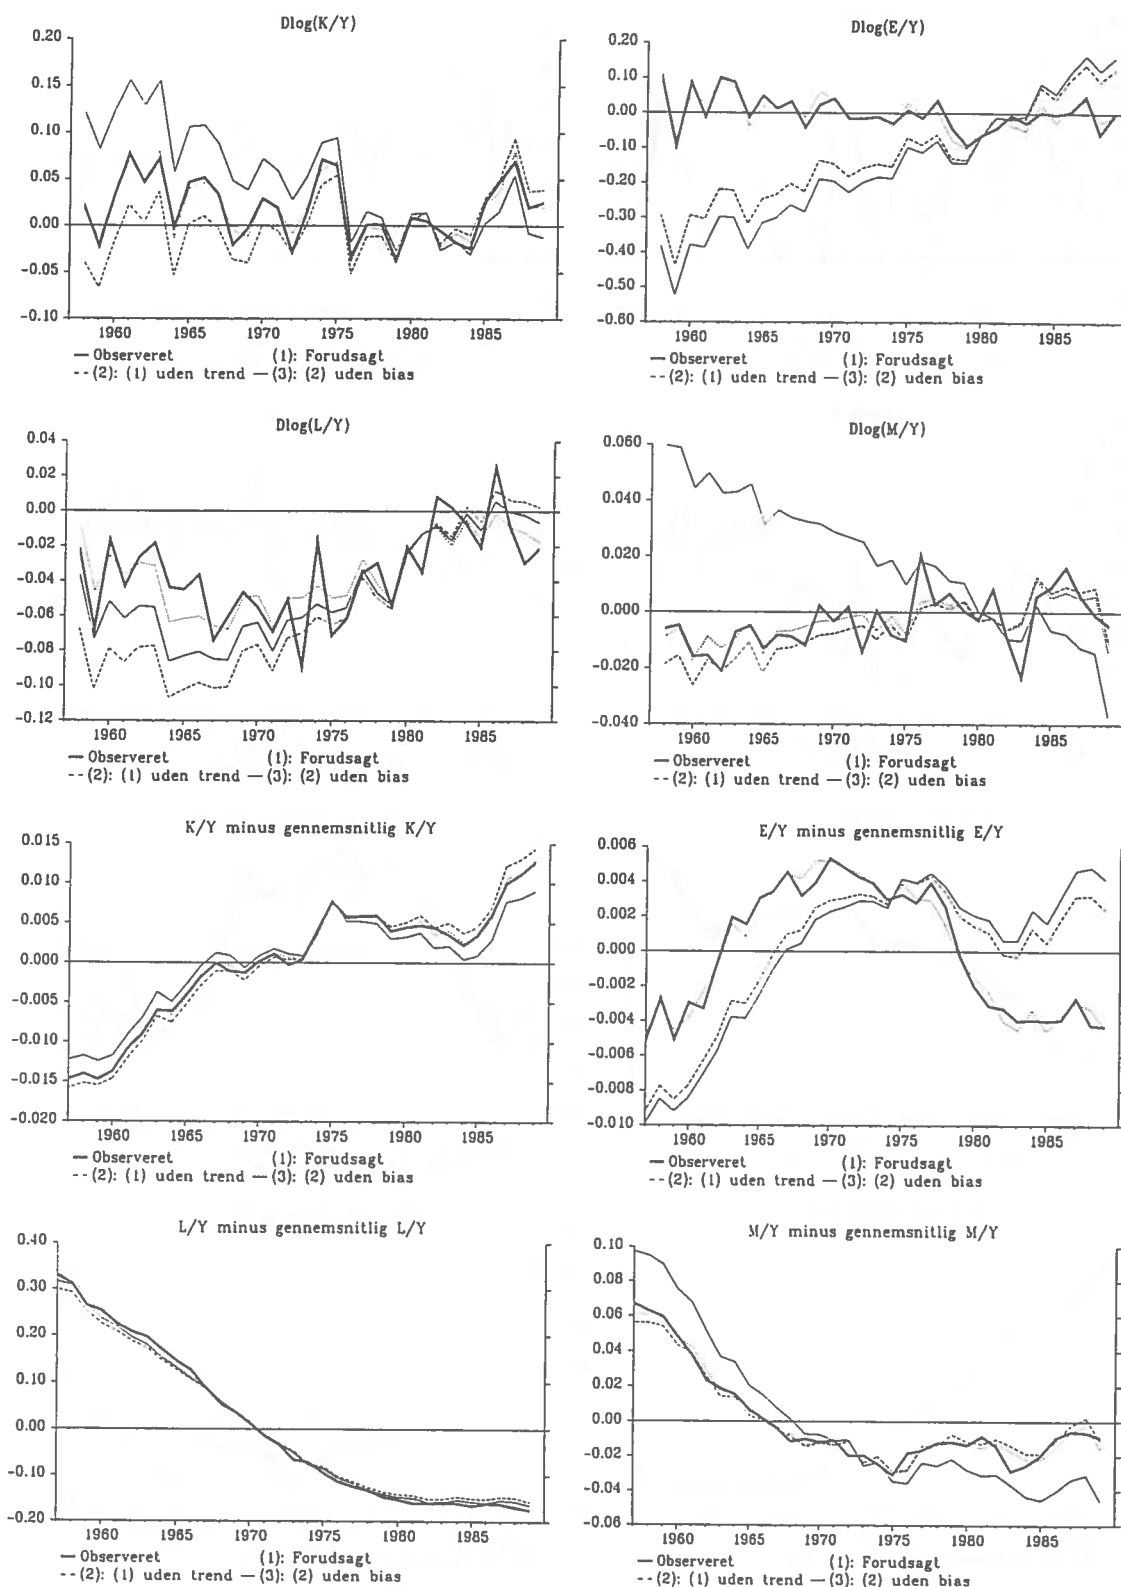 Dlog(K/Y)
0.20
0.15
0.10
0.05
0.00
-0.05
-0.10
1960 1965 1970 1975 1980 1985
— Observeret (1): Forudsagt
--(2): (1) uden trend —(3): (2) uden bias
Dlog(E/Y)
0.20
0.10
0.00
-0.10
-0.20
-0.30
-0.40
-0.50
-0.60
1960 1965 1970 1975 1980 1985
— Observeret (1): Forudsagt
--(2): (1) uden trend —(3): (2) uden bias
Dlog(L/Y)
0.04
0.02
0.00
-0.02
-0.04
-0.06
-0.08
-0.10
-0.12
1960 1965 1970 1975 1980 1985
— Observeret (1): Forudsagt
--(2): (1) uden trend —(3): (2) uden bias
Dlog(M/Y)
0.060
0.040
0.020
0.000
-0.020
-0.040
1960 1965 1970 1975 1980 1985
— Observeret (1): Forudsagt
--(2): (1) uden trend —(3): (2) uden bias
K/Y minus gennemsnitlig K/Y
0.015
0.010
0.005
0.000
-0.005
-0.010
-0.015
-0.020
1960 1965 1970 1975 1980 1985
— Observeret (1): Forudsagt
--(2): (1) uden trend —(3): (2) uden bias
E/Y minus gennemsnitlig E/Y
0.006
0.004
0.002
0.000
-0.002
-0.004
-0.006
-0.008
-0.010
1960 1965 1970 1975 1980 1985
— Observeret (1): Forudsagt
--(2): (1) uden trend —(3): (2) uden bias
L/Y minus gennemsnitlig L/Y
0.40
0.30
0.20
0.10
0.00
-0.10
-0.20
1960 1965 1970 1975 1980 1985
— Observeret (1): Forudsagt
--(2): (1) uden trend —(3): (2) uden bias
M/Y minus gennemsnitlig M/Y
0.10
0.08
0.06
0.04
0.02
0.00
-0.02
-0.04
-0.06
1960 1965 1970 1975 1980 1985
— Observeret (1): Forudsagt
--(2): (1) uden trend —(3): (2) uden bias